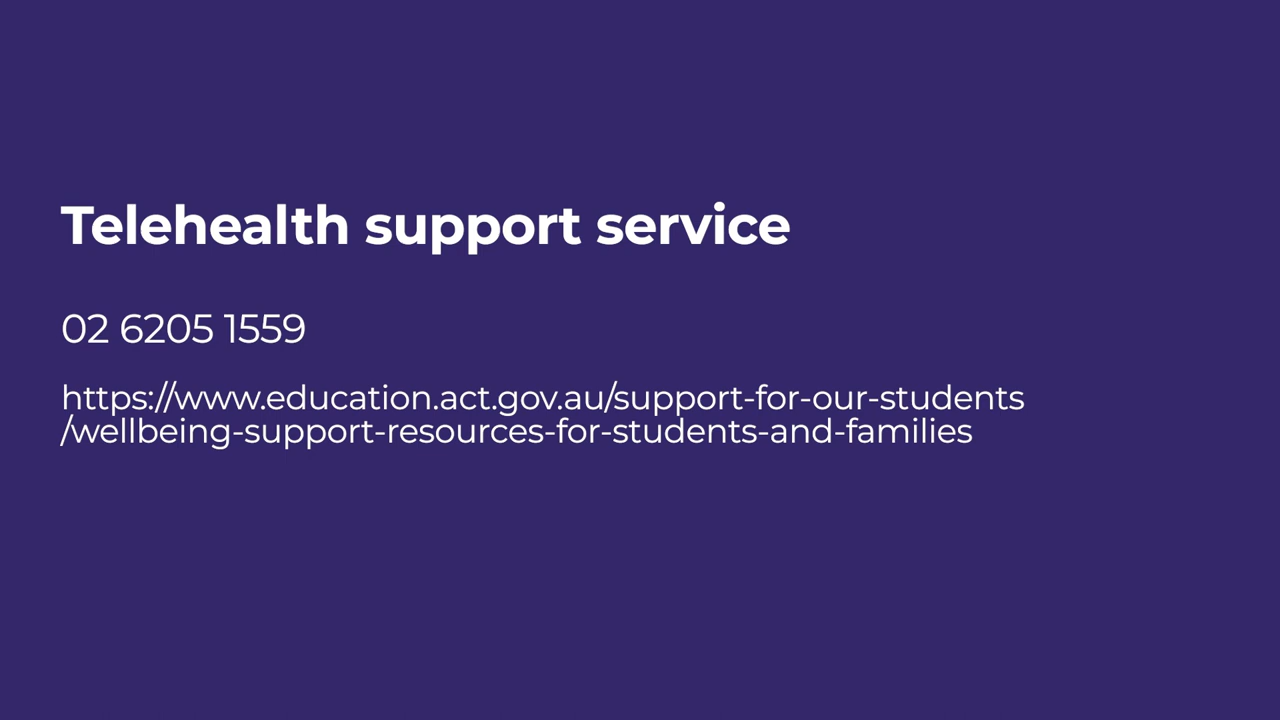 Telehealth support service
02 6205 1559
https://www.education.act.gov.au/support-for-our-students
/wellbeing-support-resources-for-students-and-families